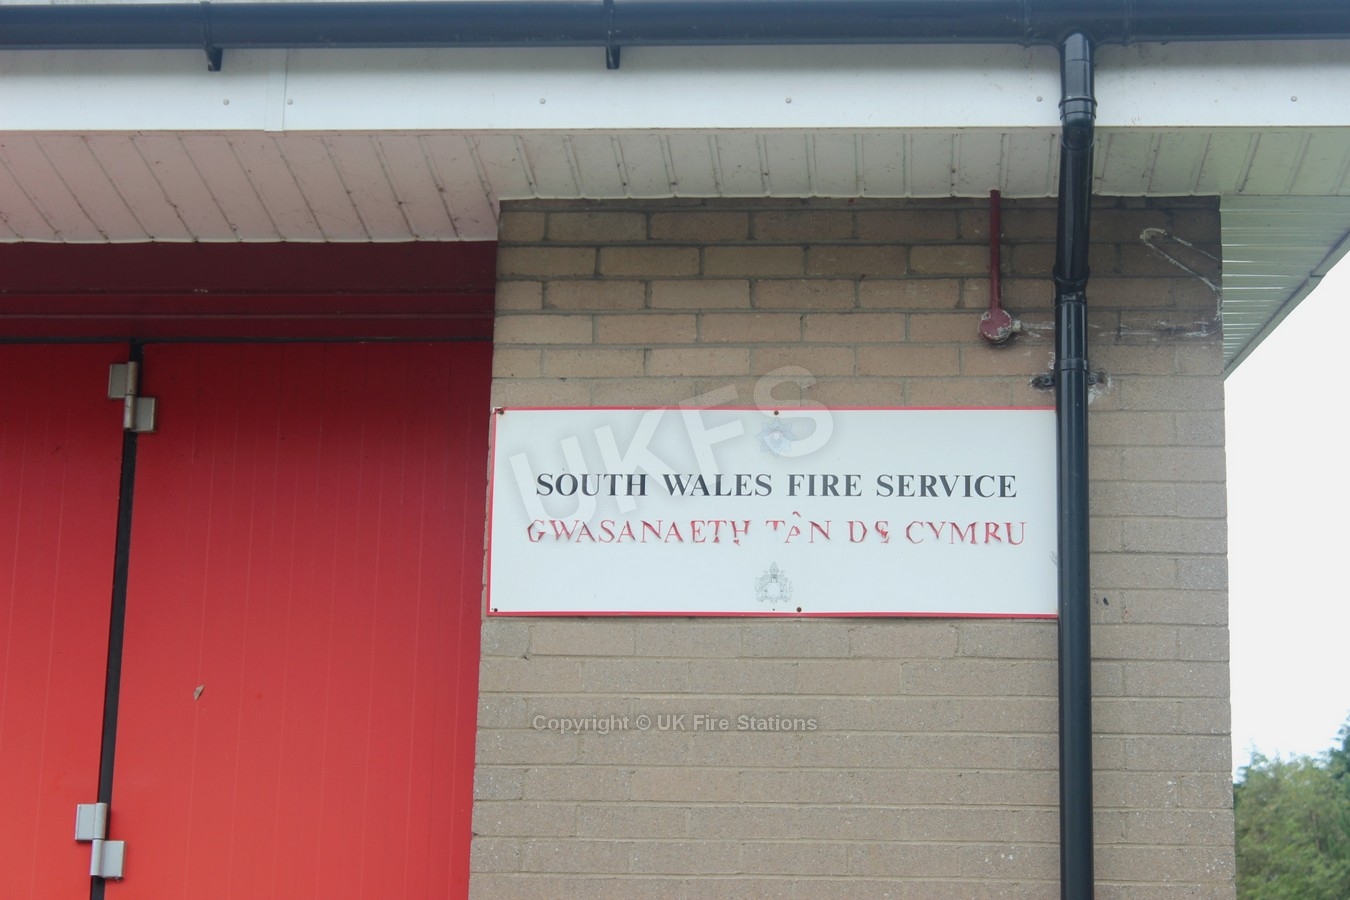 UKFS
SOUTH WALES FIRE SERVICE
GWASANAETH TÂN DE CYMRU
Copyright © UK Fire Stations